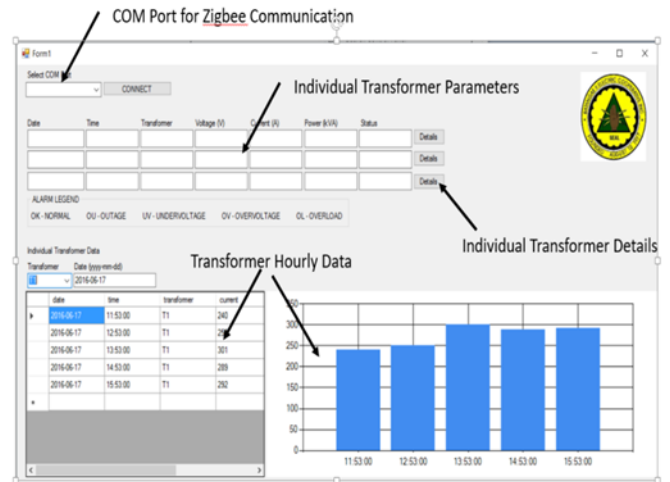 COM Port for Zigbee Communication
Form1
Select COM Port
CONNECT
Individual Transformer Parameters
Date Time Transformer Voltage (V) Current (A) Power (kVA) Status
Details
Details
Details
ALARM LEGEND
OK - NORMAL OU - OUTAGE UV - UNDERVOLTAGE OV - OVERVOLTAGE OL - OVERLOAD
Individual Transformer Details
Individual Transformer Data
Transformer Hourly Data
Transformer Date (yyyy-mm-dd)
T1 2016-06-17
date time transformer current
2016-06-17 11:53:00 T1 240
2016-06-17 12:53:00 T1
2016-06-17 13:53:00 T1 301
2016-06-17 14:53:00 T1 289
2016-06-17 15:53:00 T1 292
350
300
250
200
150
100
50
0
11:53:00 12:53:00 13:53:00 14:53:00 15:53:00